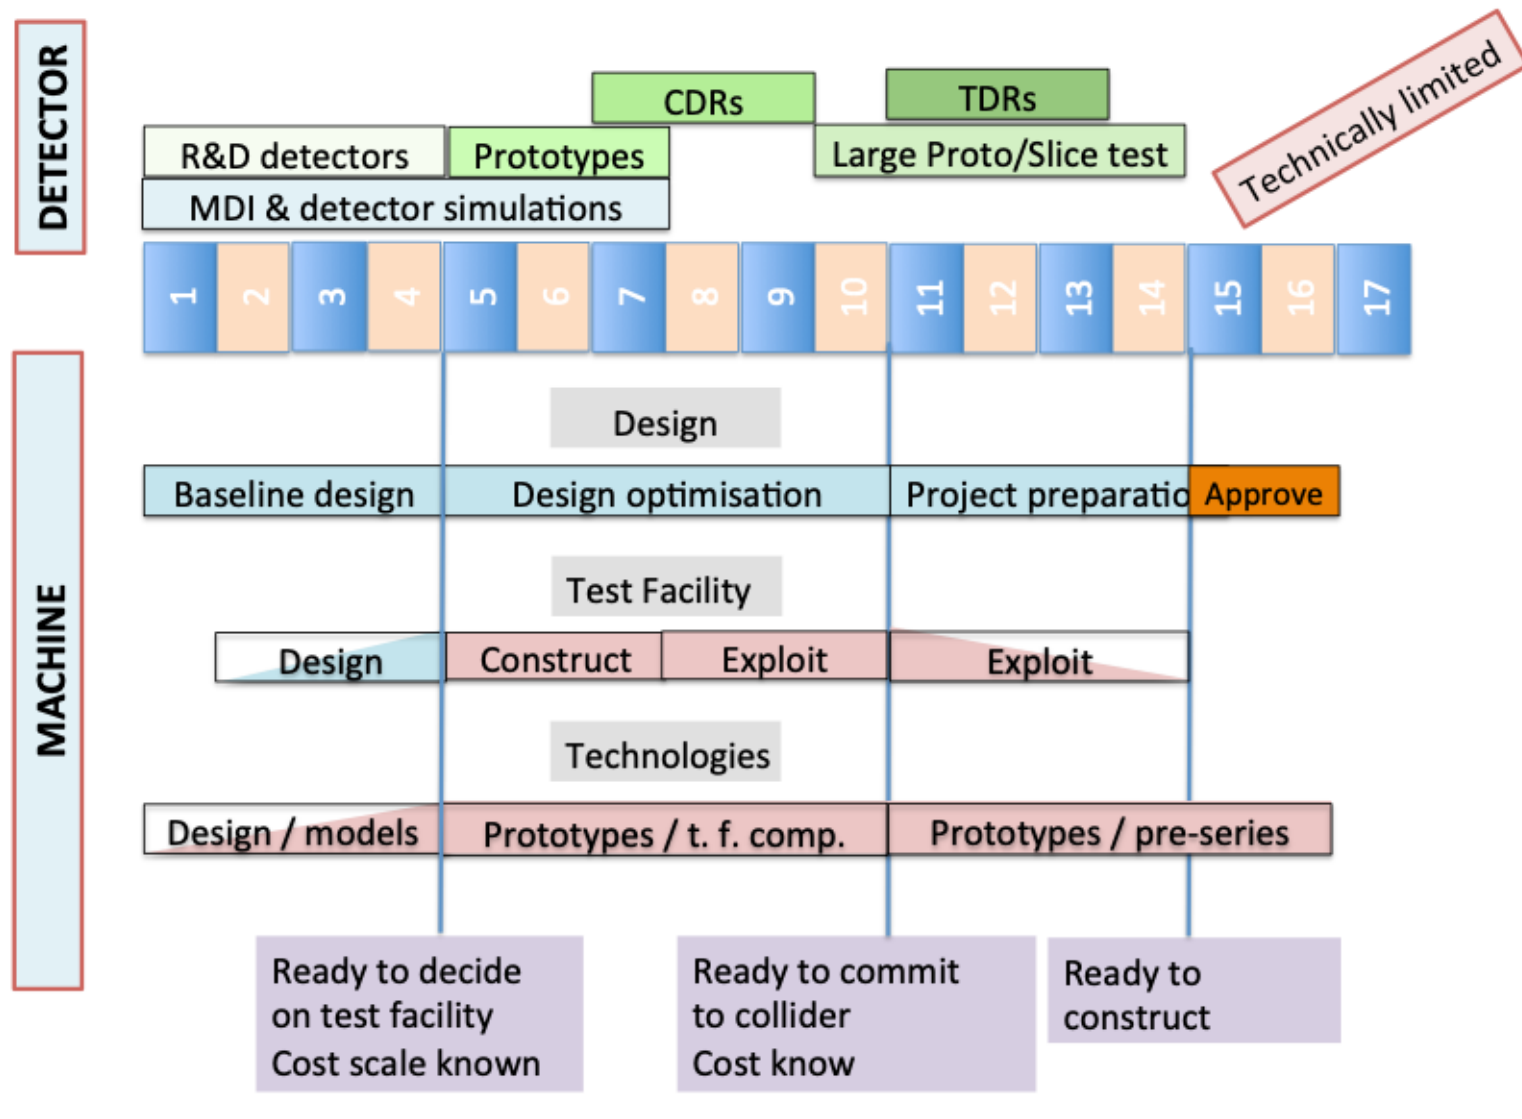 DETECTOR
CDRs
TDRs
Technically limited
R&D detectors
Prototypes
Large Proto/Slice test
MDI & detector simulations
1 2 3 4 5 6 7 8 9 10 11 12 13 14 15 16 17
MACHINE
Design
Baseline design
Design optimisation
Project preparatio
Approve
Test Facility
Design
Construct
Exploit
Exploit
Technologies
Design / models
Prototypes / t. f. comp.
Prototypes / pre-series
Ready to decide
on test facility
Cost scale known
Ready to commit
to collider
Cost know
Ready to
construct